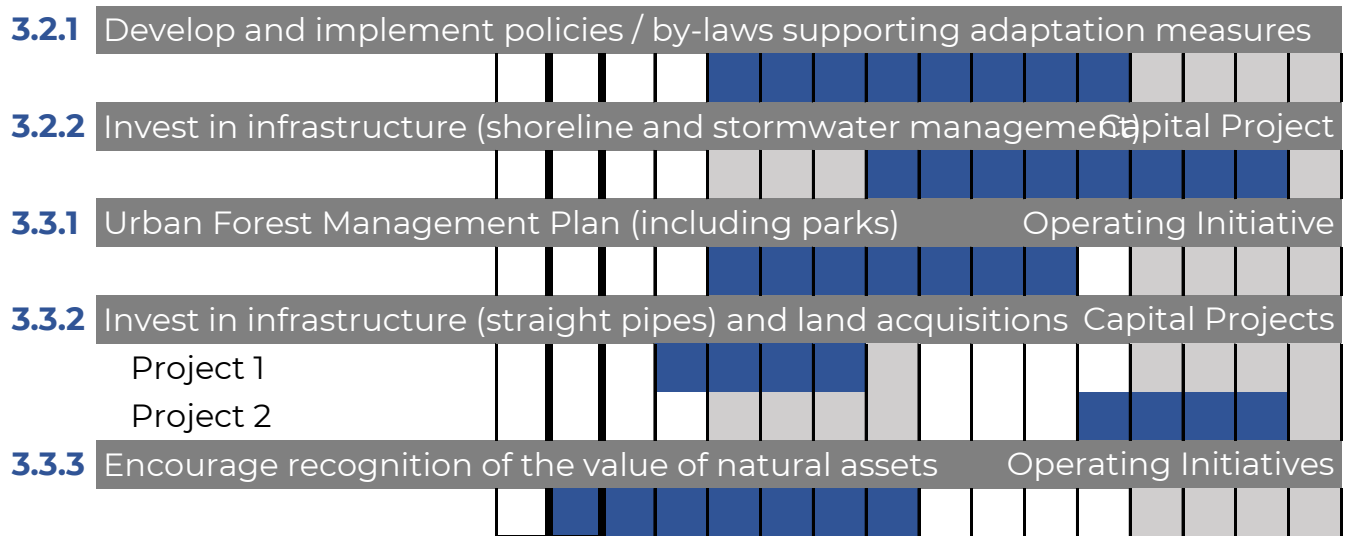 3.2.1 Develop and implement policies / by-laws supporting adaptation measures
3.2.2 Invest in infrastructure (shoreline and stormwater management) Capital Project
3.3.1 Urban Forest Management Plan (including parks) Operating Initiative
3.3.2 Invest in infrastructure (straight pipes) and land acquisitions Capital Projects
Project 1
Project 2
3.3.3 Encourage recognition of the value of natural assets Operating Initiatives